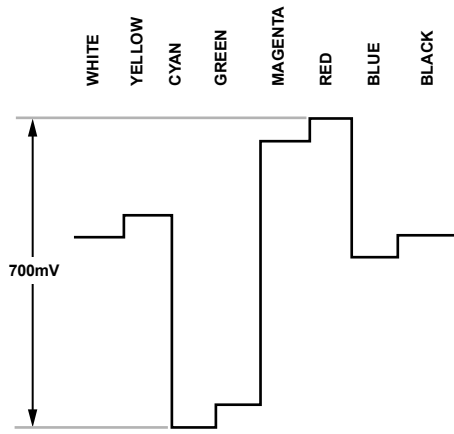 WHITE
YELLOW
CYAN
GREEN
MAGENTA
RED
BLUE
BLACK
700mV